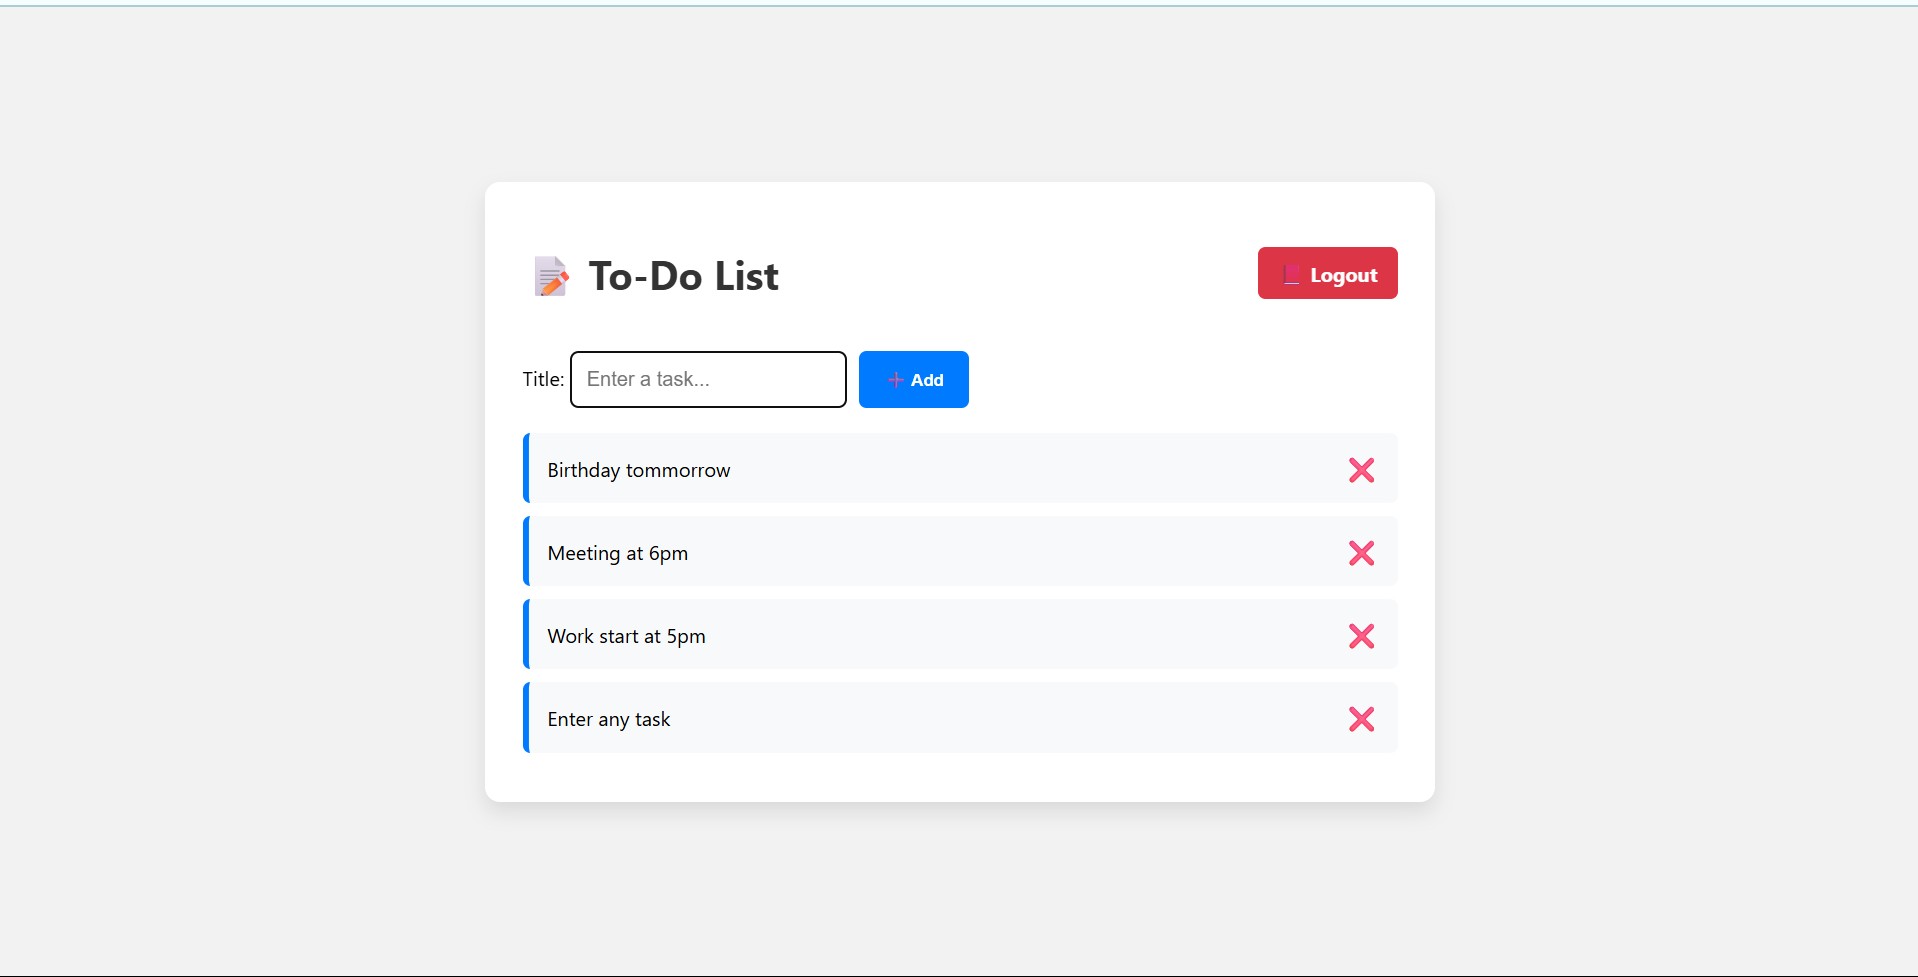 To-Do List
Logout
Title: Enter a task...
Add
Birthday tommorrow
Meeting at 6pm
Work start at 5pm
Enter any task